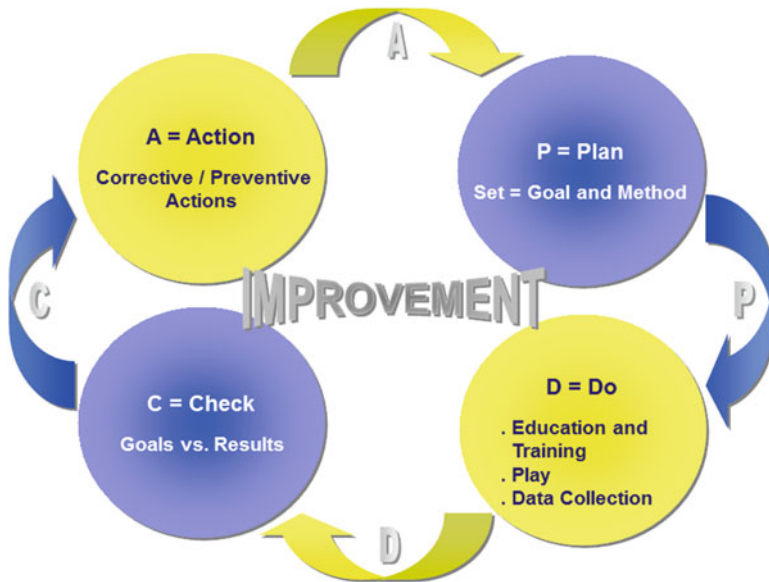 A
A = Action
Corrective / Preventive
Actions
P = Plan
Set = Goal and Method
C
IMPROVEMENT
P
C = Check
Goals vs. Results
D = Do
. Education and
Training
. Play
. Data Collection
D